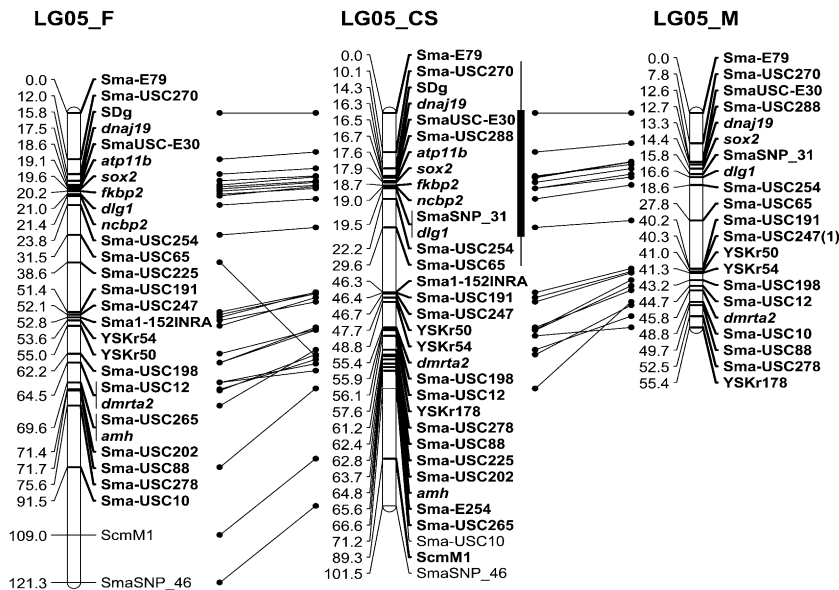 LG05_F
0.0 Sma-E79
12.0 Sma-USC270
15.8 SDg
17.5 dnaj19
18.6 SmaUSC-E30
19.1 atp11b
19.6 sox2
20.2 fkbp2
21.0 dlg1
21.4 ncbp2
23.8 Sma-USC254
31.5 Sma-USC65
38.6 Sma-USC225
51.4 Sma-USC191
52.1 Sma-USC247
52.8 Sma1-152INRA
53.6 YSKr54
55.0 YSKr50
62.2 Sma-USC198
Sma-USC12
64.5
dmrta2
Sma-USC265
69.6
amh
71.4 Sma-USC202
71.7 Sma-USC88
75.6 Sma-USC278
91.5 Sma-USC10
109.0 ScmM1
121.3 SmaSNP_46
LG05_CS
0.0 Sma-E79
10.1 Sma-USC270
14.3 SDg
16.3 dnaj19
16.5 SmaUSC-E30
16.7 Sma-USC288
17.6 atp11b
17.9 sox2
18.7 fkbp2
19.0 ncbp2
SmaSNP_31
19.5
dlg1
22.2 Sma-USC254
29.6 Sma-USC65
46.3 Sma1-152INRA
46.4 Sma-USC191
46.7 Sma-USC247
47.7 YSKr50
48.8 YSKr54
55.4 dmrta2
55.9 Sma-USC198
56.1 Sma-USC12
57.6 YSKr178
61.2 Sma-USC278
62.4 Sma-USC88
62.8 Sma-USC225
63.7 Sma-USC202
64.8 amh
65.6 Sma-E254
66.6 Sma-USC265
71.2 Sma-USC10
89.3 ScmM1
101.5 SmaSNP_46
LG05_M
0.0 Sma-E79
7.8 Sma-USC270
12.6 SmaUSC-E30
12.7 Sma-USC288
13.3 dnaj19
14.4 sox2
15.8 SmaSNP_31
16.6 dlg1
18.6 Sma-USC254
27.8 Sma-USC65
40.2 Sma-USC191
40.3 Sma-USC247(1)
41.0 YSKr50
41.3 YSKr54
43.2 Sma-USC198
44.7 Sma-USC12
45.8 dmrta2
48.8 Sma-USC10
49.7 Sma-USC88
52.5 Sma-USC278
55.4 YSKr178